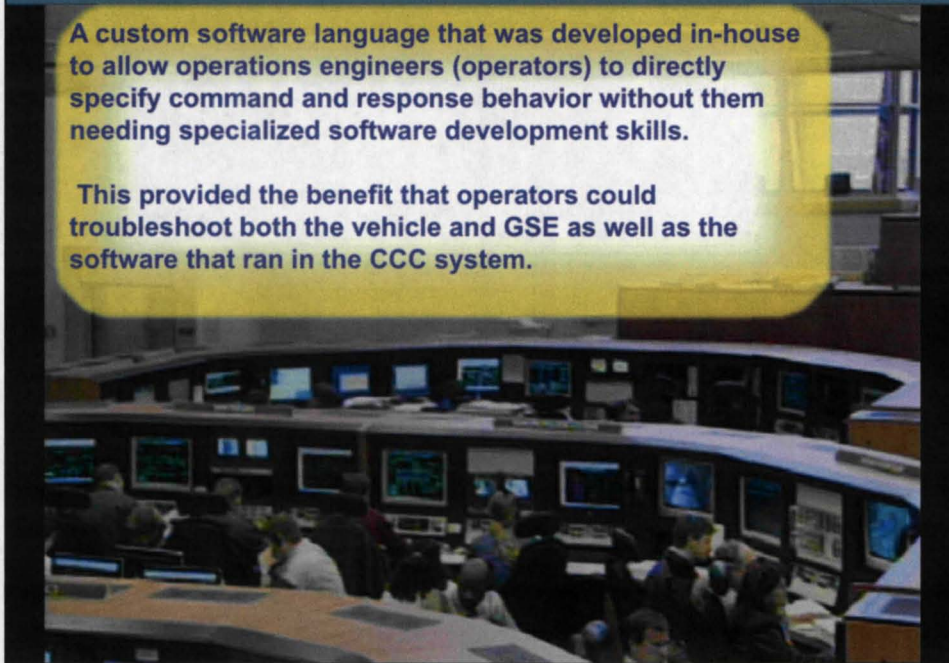 A custom software language that was developed in-house
to allow operations engineers (operators) to directly
specify command and response behavior without them
needing specialized software development skills.
This provided the benefit that operators could
troubleshoot both the vehicle and GSE as well as the
software that ran in the CCC system.